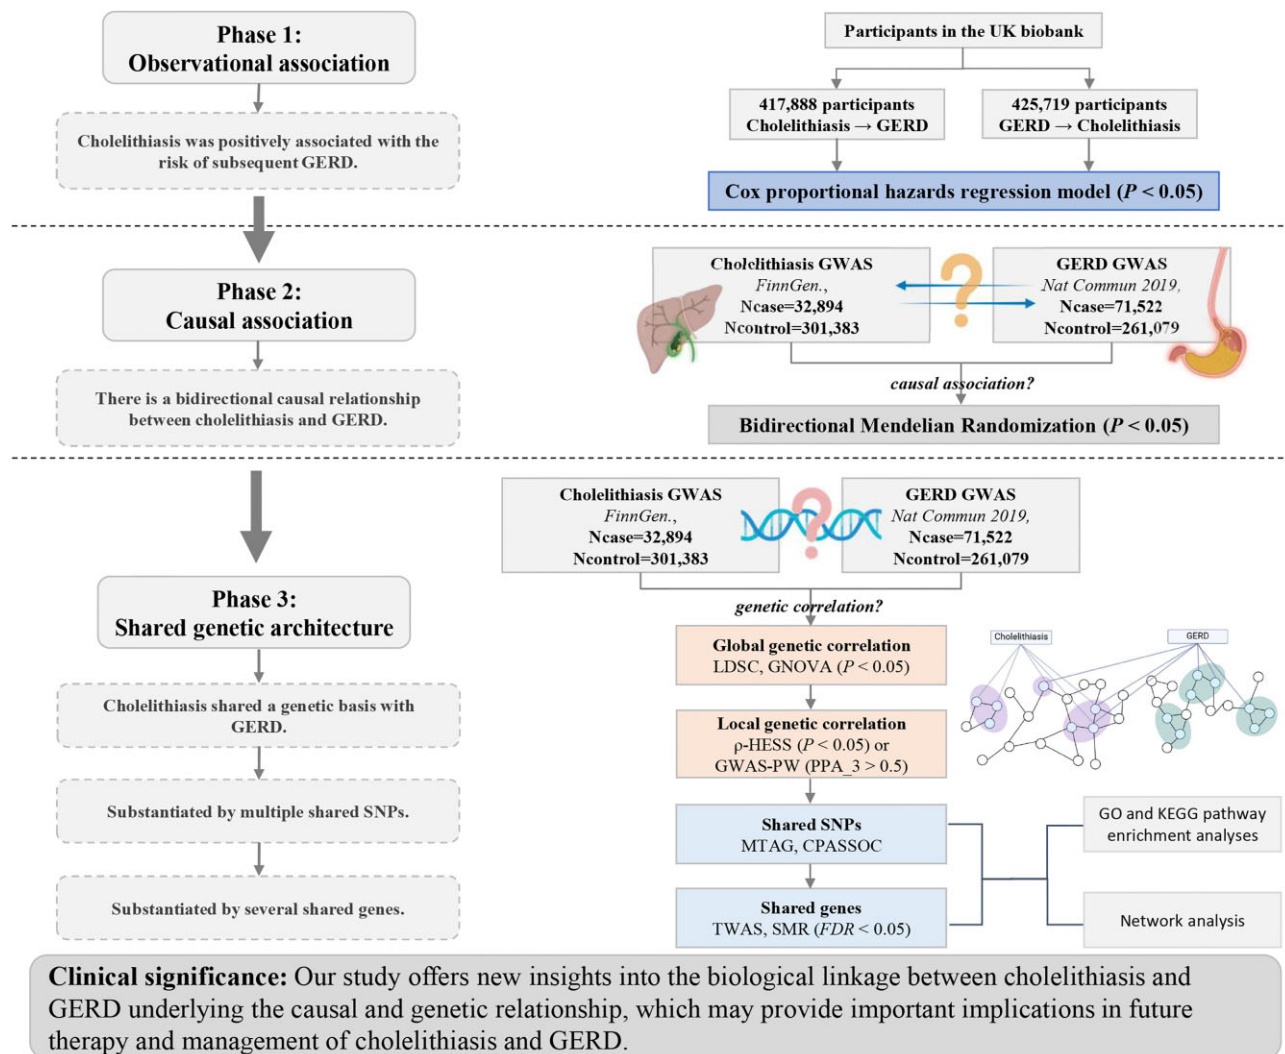 Phase 1:
Observational association
Cholelithiasis was positively associated with the
risk of subsequent GERD.
Participants in the UK biobank
417,888 participants
Cholelithiasis → GERD
425,719 participants
GERD → Cholelithiasis
Cox proportional hazards regression model (P < 0.05)
Phase 2:
Causal association
There is a bidirectional causal relationship
between cholelithiasis and GERD.
Cholelithiasis GWAS
FinnGen.,
Ncase=32,894
Ncontrol=301,383
?
GERD GWAS
Nat Commun 2019,
Ncase=71,522
Ncontrol=261,079
causal association?
Bidirectional Mendelian Randomization (P < 0.05)
Phase 3:
Shared genetic architecture
Cholelithiasis shared a genetic basis with
GERD.
Substantiated by multiple shared SNPs.
Substantiated by several shared genes.
Cholelithiasis GWAS
FinnGen.,
Ncase=32,894
Ncontrol=301,383
?
GERD GWAS
Nat Commun 2019,
Ncase=71,522
Ncontrol=261,079
genetic correlation?
Global genetic correlation
LDSC, GNOVA (P < 0.05)
Local genetic correlation
ρ-HESS (P < 0.05) or
GWAS-PW (PPA_3 > 0.5)
Shared SNPs
MTAG, CPASSOC
Shared genes
TWAS, SMR (FDR < 0.05)
Cholelithiasis
GERD
GO and KEGG pathway
enrichment analyses
Network analysis
Clinical significance: Our study offers new insights into the biological linkage between cholelithiasis and
GERD underlying the causal and genetic relationship, which may provide important implications in future
therapy and management of cholelithiasis and GERD.